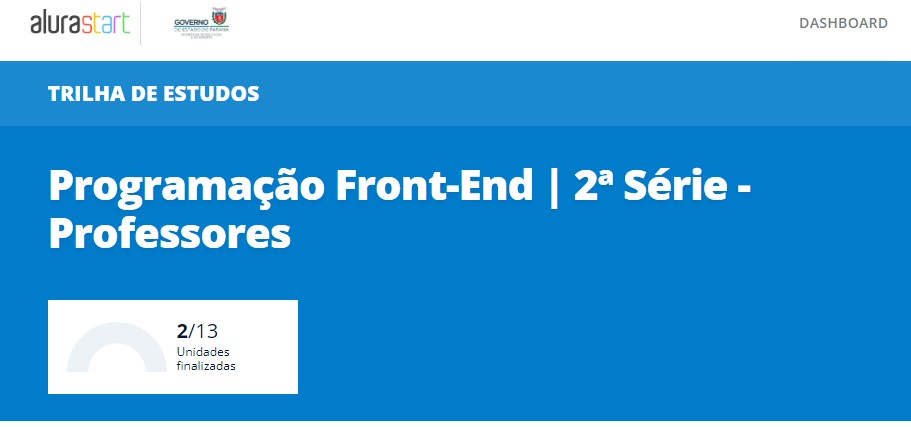 alurastart
GOVERNO
DO ESTADO DO PARANÁ
DASHBOARD
TRILHA DE ESTUDOS
Programação Front-End | 2ª Série -
Professores
2/13
Unidades
finalizadas